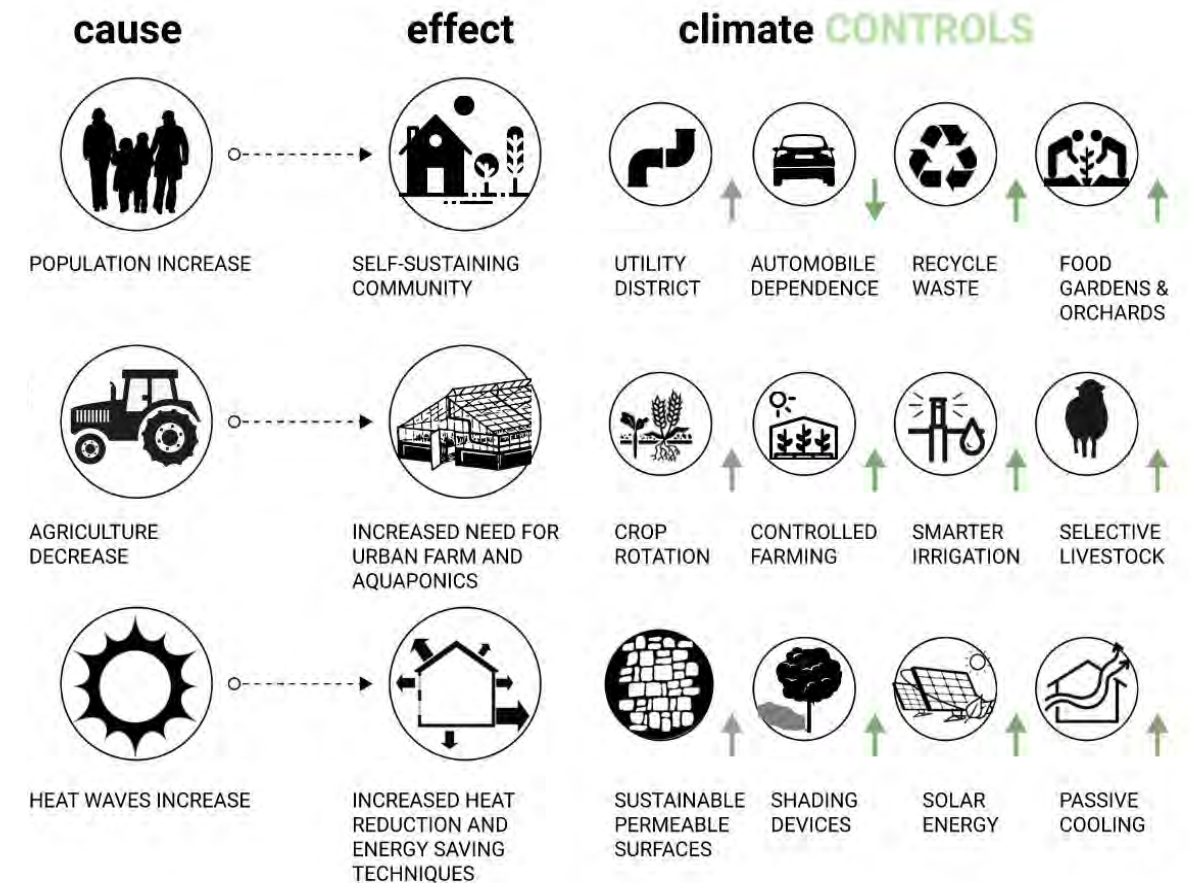 cause
effect
climate CONTROLS
POPULATION INCREASE
SELF-SUSTAINING
COMMUNITY
UTILITY
DISTRICT
AUTOMOBILE
DEPENDENCE
RECYCLE
WASTE
FOOD
GARDENS &
ORCHARDS
AGRICULTURE
DECREASE
INCREASED NEED FOR
URBAN FARM AND
AQUAPONICS
CROP
ROTATION
CONTROLLED
FARMING
SMARTER
IRRIGATION
SELECTIVE
LIVESTOCK
HEAT WAVES INCREASE
INCREASED HEAT
REDUCTION AND
ENERGY SAVING
TECHNIQUES
SUSTAINABLE
PERMEABLE
SURFACES
SHADING
DEVICES
SOLAR
ENERGY
PASSIVE
COOLING